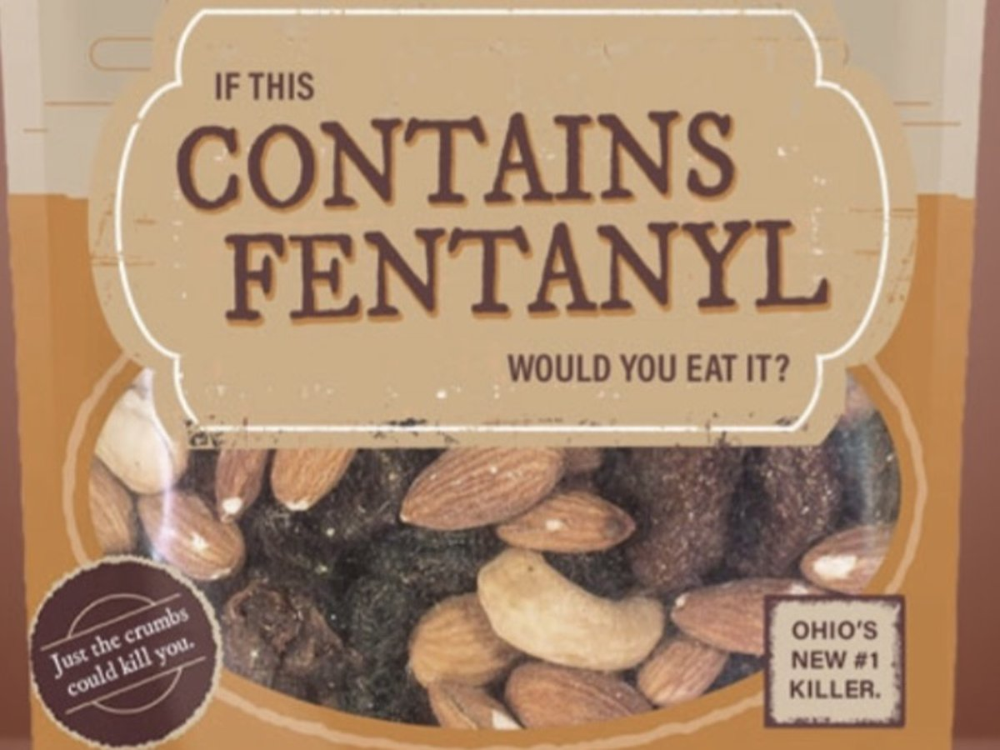 IF THIS
CONTAINS
FENTANYL
WOULD YOU EAT IT?
Just the crumbs
could kill you.
OHIO'S
NEW #1
KILLER.